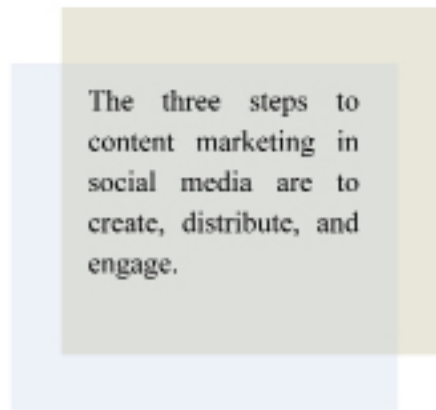 The three steps to
content marketing in
social media are to
create, distribute, and
engage.